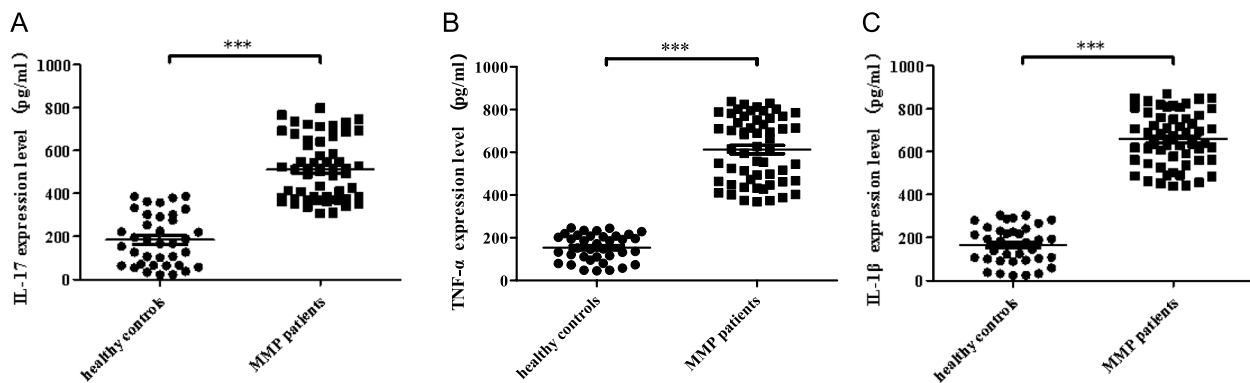 A
IL-17 expression level (pg/ml)
1000
800
600
400
200
0
***
healthy controls
MMP patients
B
TNF-α expression level (pg/ml)
1000
800
600
400
200
0
***
healthy controls
MMP patients
C
IL-1β expression level (pg/ml)
1000
800
600
400
200
0
***
healthy controls
MMP patients